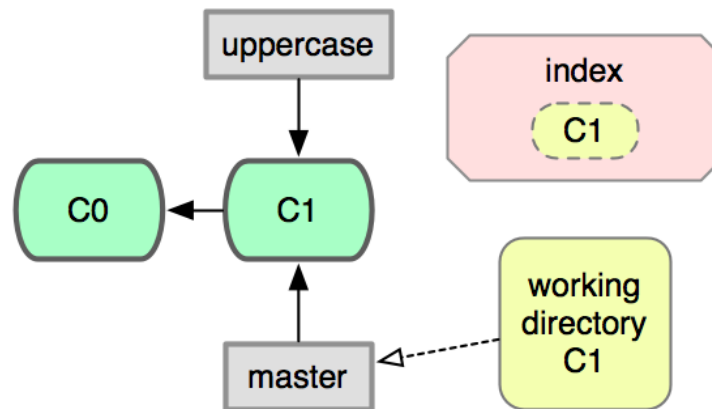 uppercase
index
C1
C0
C1
working
directory
C1
master